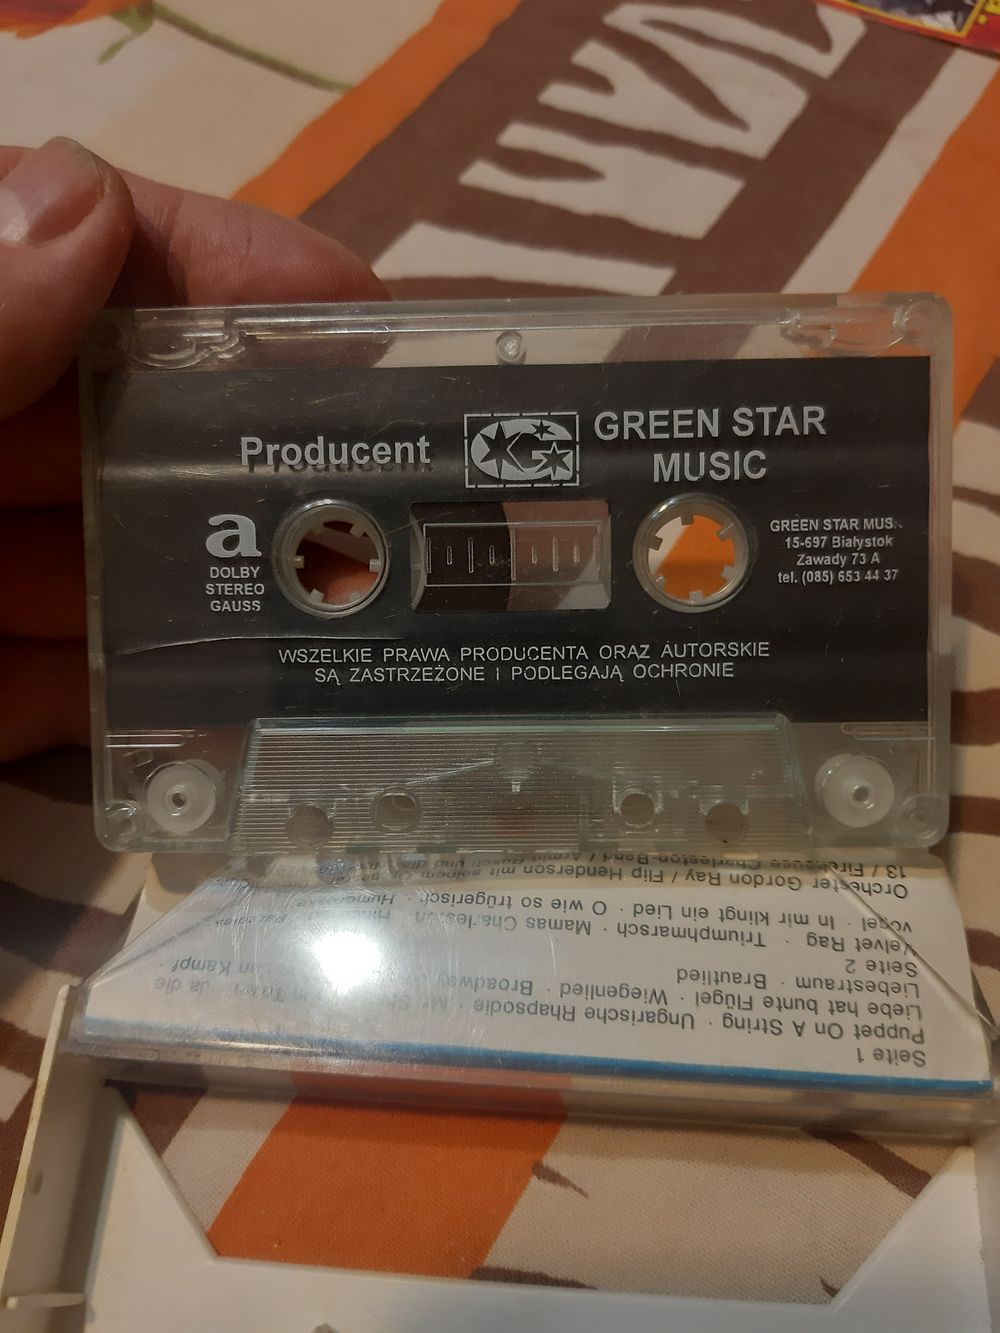 Producent
GREEN STAR
MUSIC
a
DOLBY
STEREO
GAUSS
GREEN STAR
15-697 Białystok
Zawady 73 A
tel. (085) 653 44 37
WSZELKIE PRAWA PRODUCENTA ORAZ AUTORSKIE
SĄ ZASTRZEŻONE I PODLEGAJĄ OCHRONIE
Seite 1
Puppet On A String · Ungarische Rhapsodie ·
Liebe hat bunte Flügel · Wiegenlied · Broadway
Liebestraum · Brautlied
Seite 2
Velvet Rag · Triumphmarsch · Mamas Charleston ·
vogel · In mir klingt ein Lied · O wie so trügerisch · Humoreske
Orchester Gordon Ray / Flip Henderson mit seinem
13 / Firehouse Charleston-Band / Armin